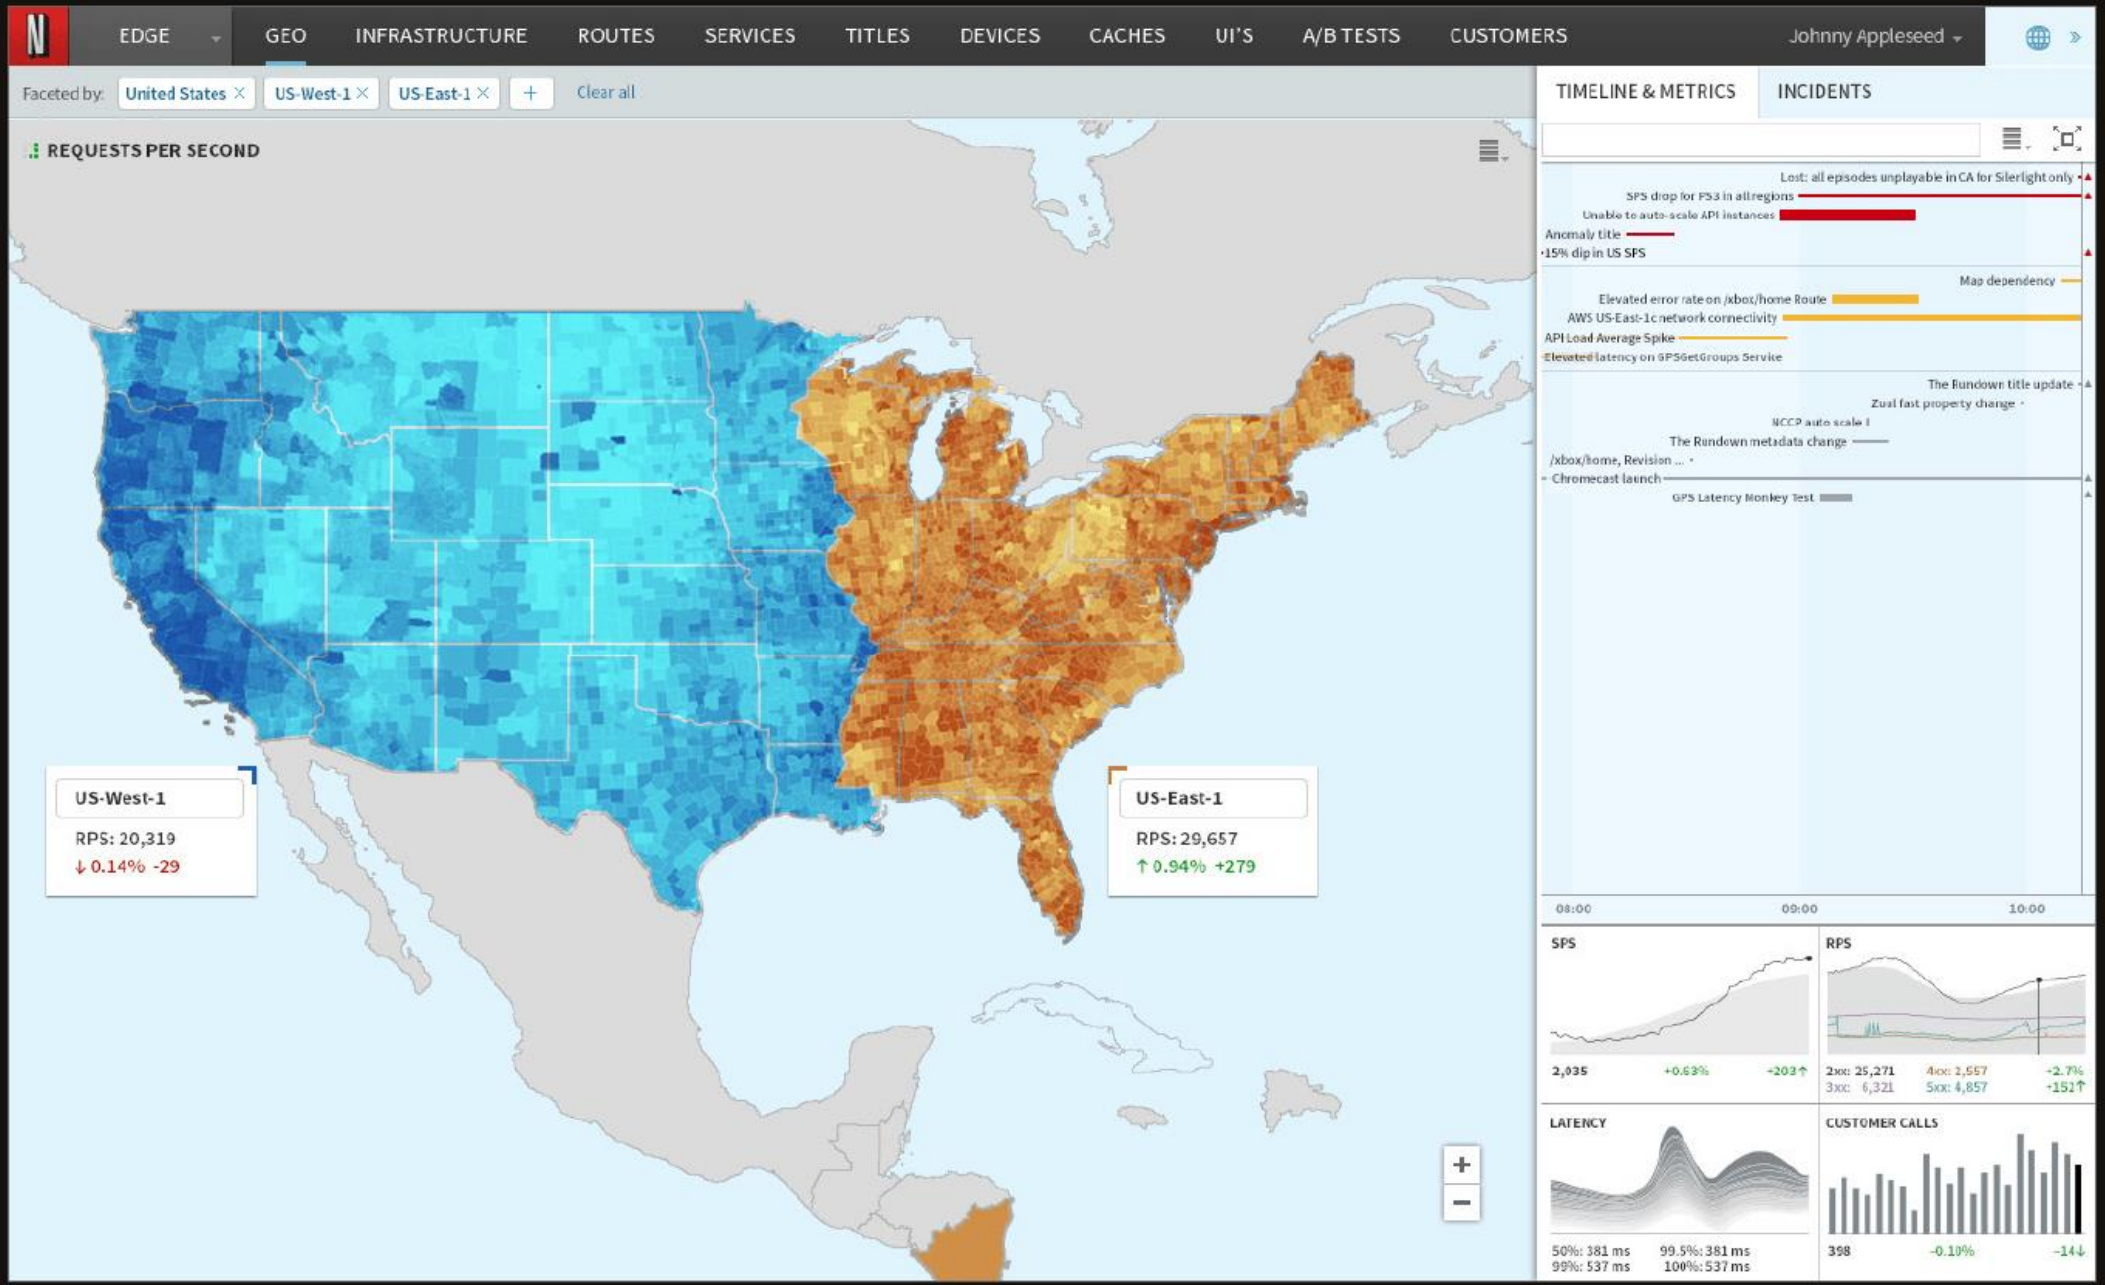 N
EDGE GEO INFRASTRUCTURE ROUTES SERVICES TITLES DEVICES CACHES UI'S A/B TESTS CUSTOMERS Johnny Appleseed »
Faceted by: United States × US-West-1 × US-East-1 × + Clear all
REQUESTS PER SECOND
US-West-1
RPS: 20,319
↓ 0.14% -29
US-East-1
RPS: 29,657
↑ 0.94% +279
+
−
TIMELINE & METRICS INCIDENTS
Lost: all episodes unplayable in CA for Silerlight only
SPS drop for PS3 in all regions
Unable to auto-scale API instances
Anomaly title
15% dip in US SPS
Map dependency
Elevated error rate on /xbox/home Route
AWS US-East-1c network connectivity
API Load Average Spike
Elevated latency on GPSGetGroups Service
The Rundown title update
Zuul fast property change
NCCP auto scale
The Rundown metadata change
/xbox/home, Revision ...
Chromecast launch
GPS Latency Monkey Test
08:00 09:00 10:00
SPS
2,035 +0.63% +203↑
RPS
2xx: 25,271 4xx: 2,557 +2.7%
3xx: 6,321 5xx: 4,857 +152↑
LATENCY
50%: 381 ms 99.5%: 381 ms
99%: 537 ms 100%: 537 ms
CUSTOMER CALLS
398 -0.10% -14↓